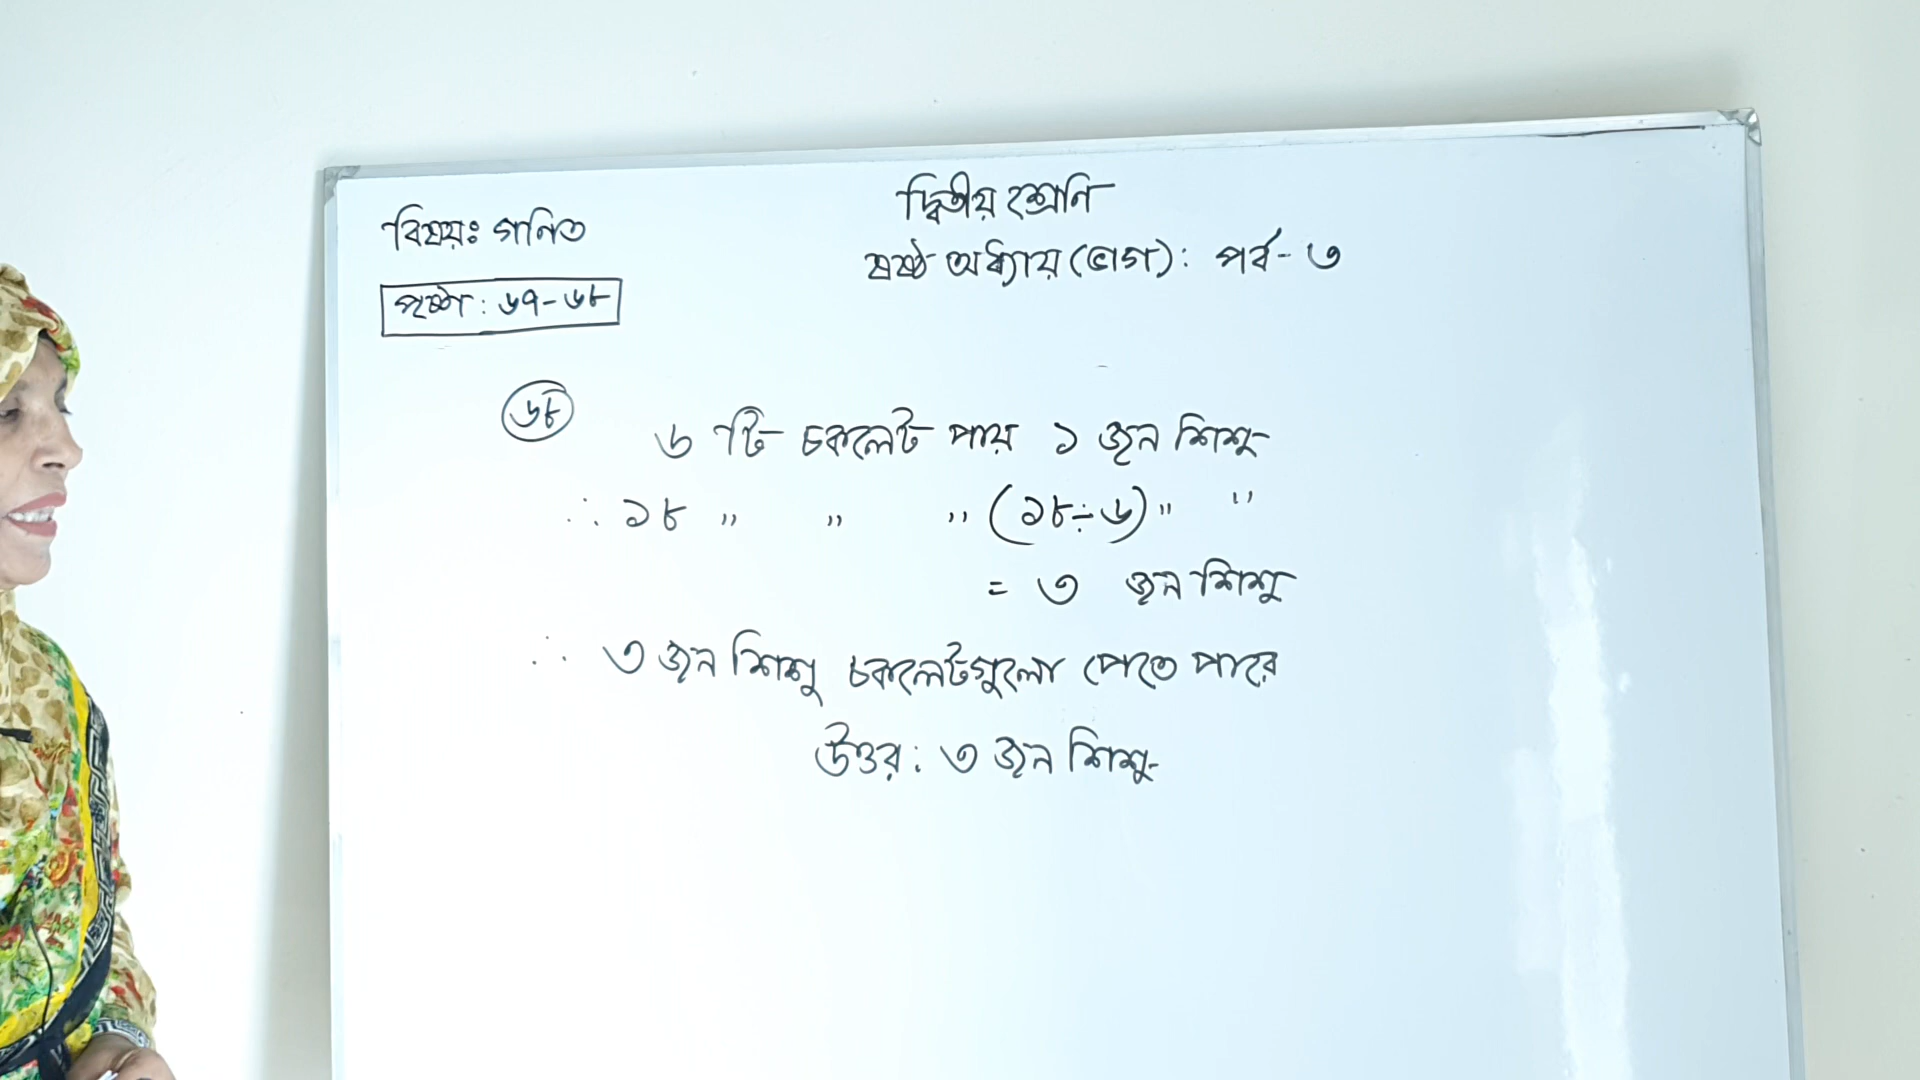 দ্বিতীয় শ্রেণি
বিষয়ঃ গনিত
ষষ্ঠ অধ্যায় (ভাগ): পর্ব- ৩
পৃষ্ঠা: ৬৭-৬৮
৬৮
৬ টি চকলেট পায় ১ জন শিশু
∴ ১৮ " " " (১৮÷৬) " "
= ৩ জন শিশু
∴ ৩ জন শিশু চকলেটগুলো পেতে পারে
উত্তর: ৩ জন শিশু